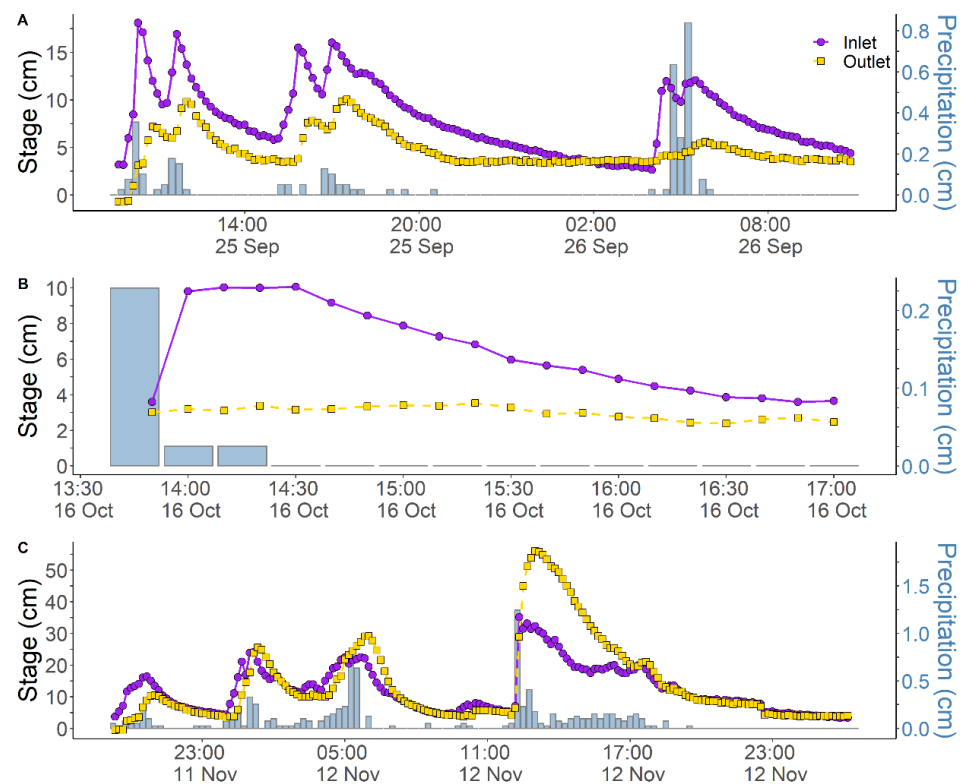 A
Stage (cm)
15
10
5
0
Inlet
Outlet
0.8
0.6
0.4
0.2
0.0
Precipitation (cm)
14:00 20:00 02:00 08:00
25 Sep 25 Sep 26 Sep 26 Sep
B
Stage (cm)
10
8
6
4
2
0
0.2
0.1
0.0
Precipitation (cm)
13:30 14:00 14:30 15:00 15:30 16:00 16:30 17:00
16 Oct 16 Oct 16 Oct 16 Oct 16 Oct 16 Oct 16 Oct 16 Oct
C
Stage (cm)
50
40
30
20
10
0
1.5
1.0
0.5
0.0
Precipitation (cm)
23:00 05:00 11:00 17:00 23:00
11 Nov 12 Nov 12 Nov 12 Nov 12 Nov